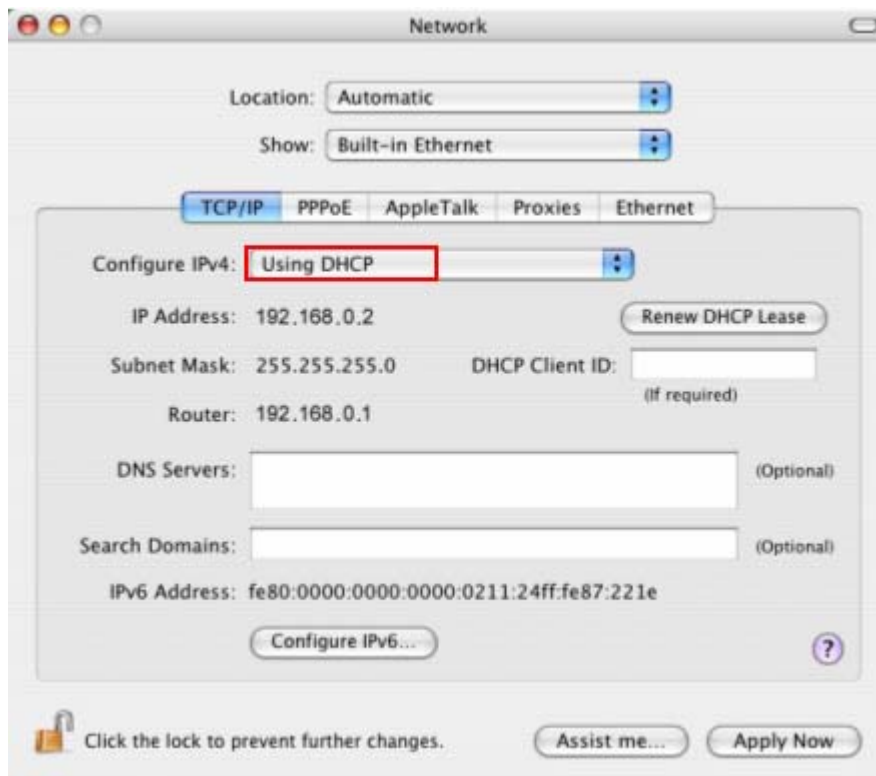 Network
Location: Automatic
Show: Built-in Ethernet
TCP/IP PPPoE AppleTalk Proxies Ethernet
Configure IPv4: Using DHCP
IP Address: 192.168.0.2 Renew DHCP Lease
Subnet Mask: 255.255.255.0 DHCP Client ID:
(If required)
Router: 192.168.0.1
DNS Servers: (Optional)
Search Domains: (Optional)
IPv6 Address: fe80:0000:0000:0000:0211:24ff:fe87:221e
Configure IPv6...
?
Click the lock to prevent further changes. Assist me... Apply Now